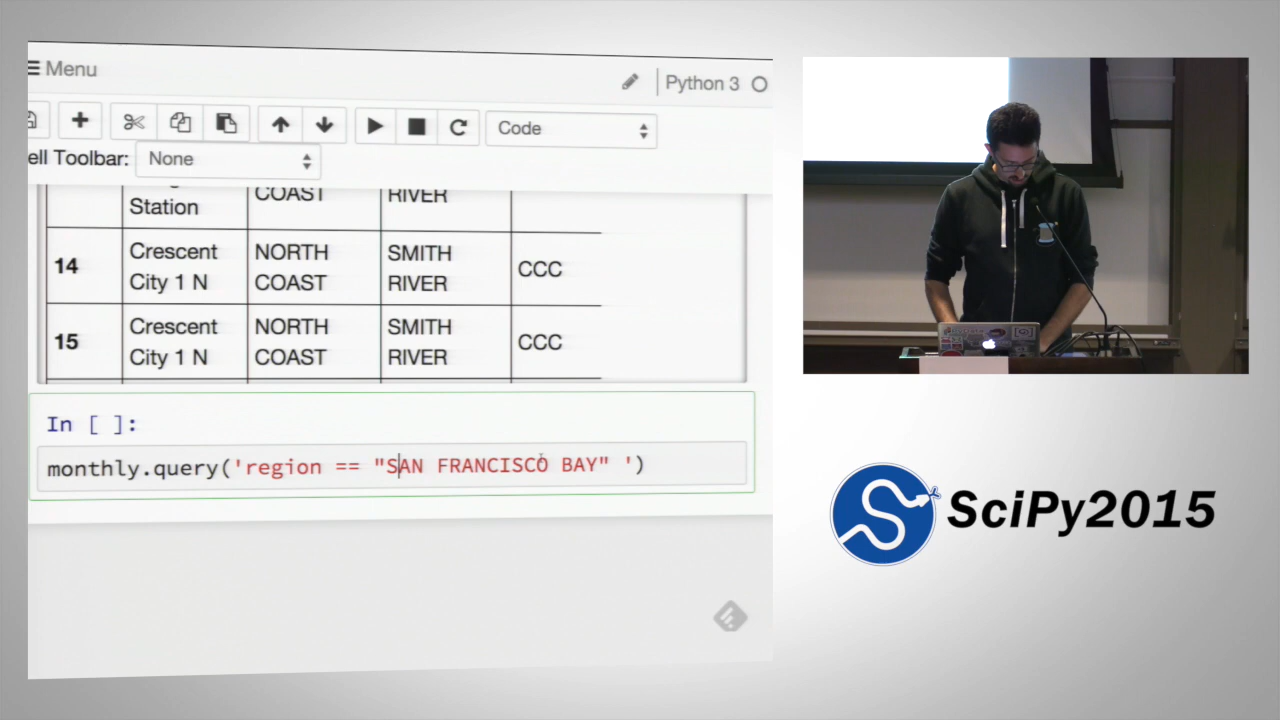 Menu
Python 3
Code
ell Toolbar: None
Station COAST RIVER
14 Crescent City 1 N NORTH COAST SMITH RIVER CCC
15 Crescent City 1 N NORTH COAST SMITH RIVER CCC
In [ ]:
monthly.query('region == "SAN FRANCISCO BAY" ')
SciPy2015